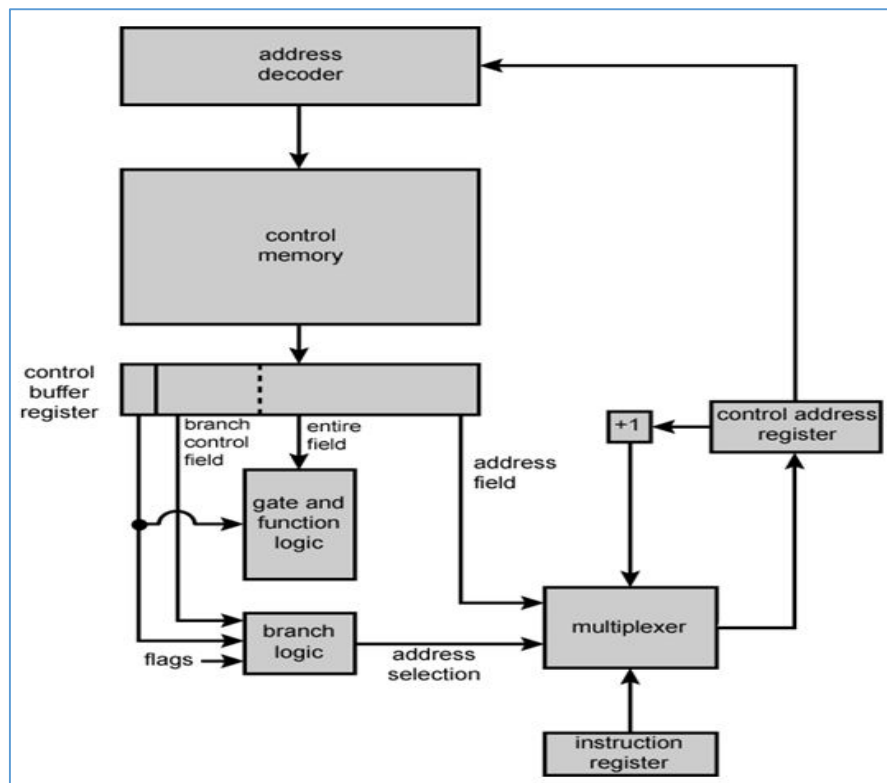 address
decoder
control
memory
control
buffer
register
branch
control
field
entire
field
address
field
+1
control address
register
gate and
function
logic
multiplexer
branch
logic
flags
address
selection
instruction
register